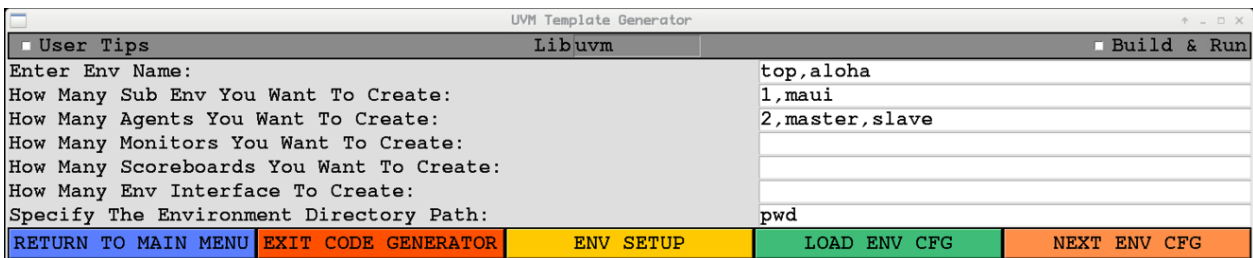 UVM Template Generator
User Tips Lib uvm Build & Run
Enter Env Name: top,aloha
How Many Sub Env You Want To Create: 1,maui
How Many Agents You Want To Create: 2,master,slave
How Many Monitors You Want To Create:
How Many Scoreboards You Want To Create:
How Many Env Interface To Create:
Specify The Environment Directory Path: pwd
RETURN TO MAIN MENU EXIT CODE GENERATOR ENV SETUP LOAD ENV CFG NEXT ENV CFG